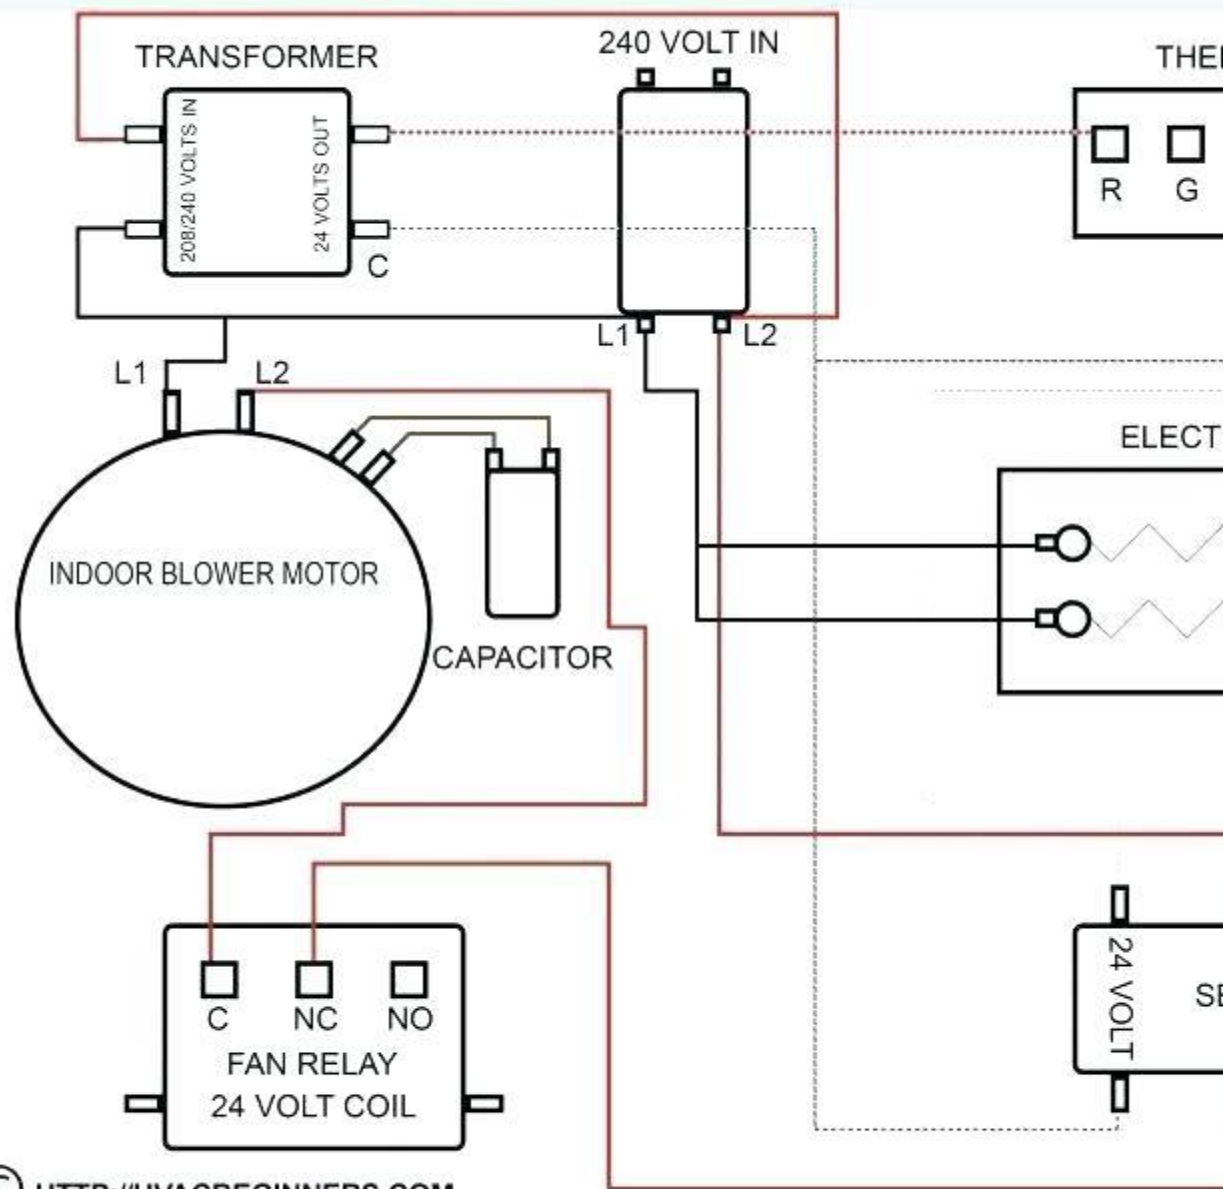 TRANSFORMER
240 VOLT IN
208/240 VOLTS IN
24 VOLTS OUT
C
R
G
L1
L2
L1
L2
INDOOR BLOWER MOTOR
CAPACITOR
24 VOLT
C
NC
NO
FAN RELAY
24 VOLT COIL